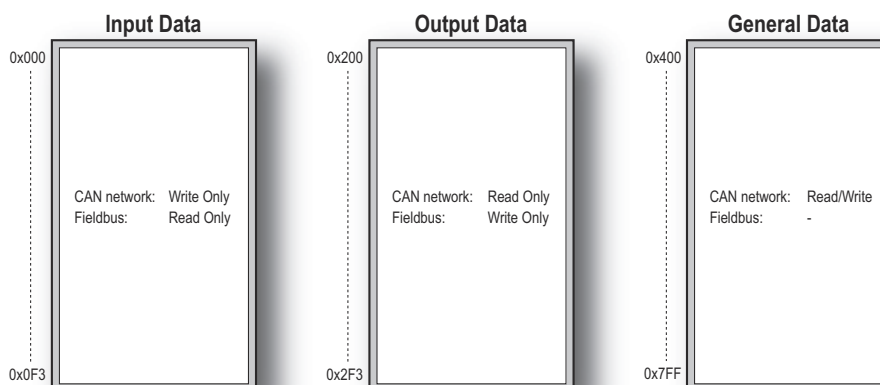 Input Data
0x000
CAN network: Write Only
Fieldbus: Read Only
0x0F3
Output Data
0x200
CAN network: Read Only
Fieldbus: Write Only
0x2F3
General Data
0x400
CAN network: Read/Write
Fieldbus: -
0x7FF